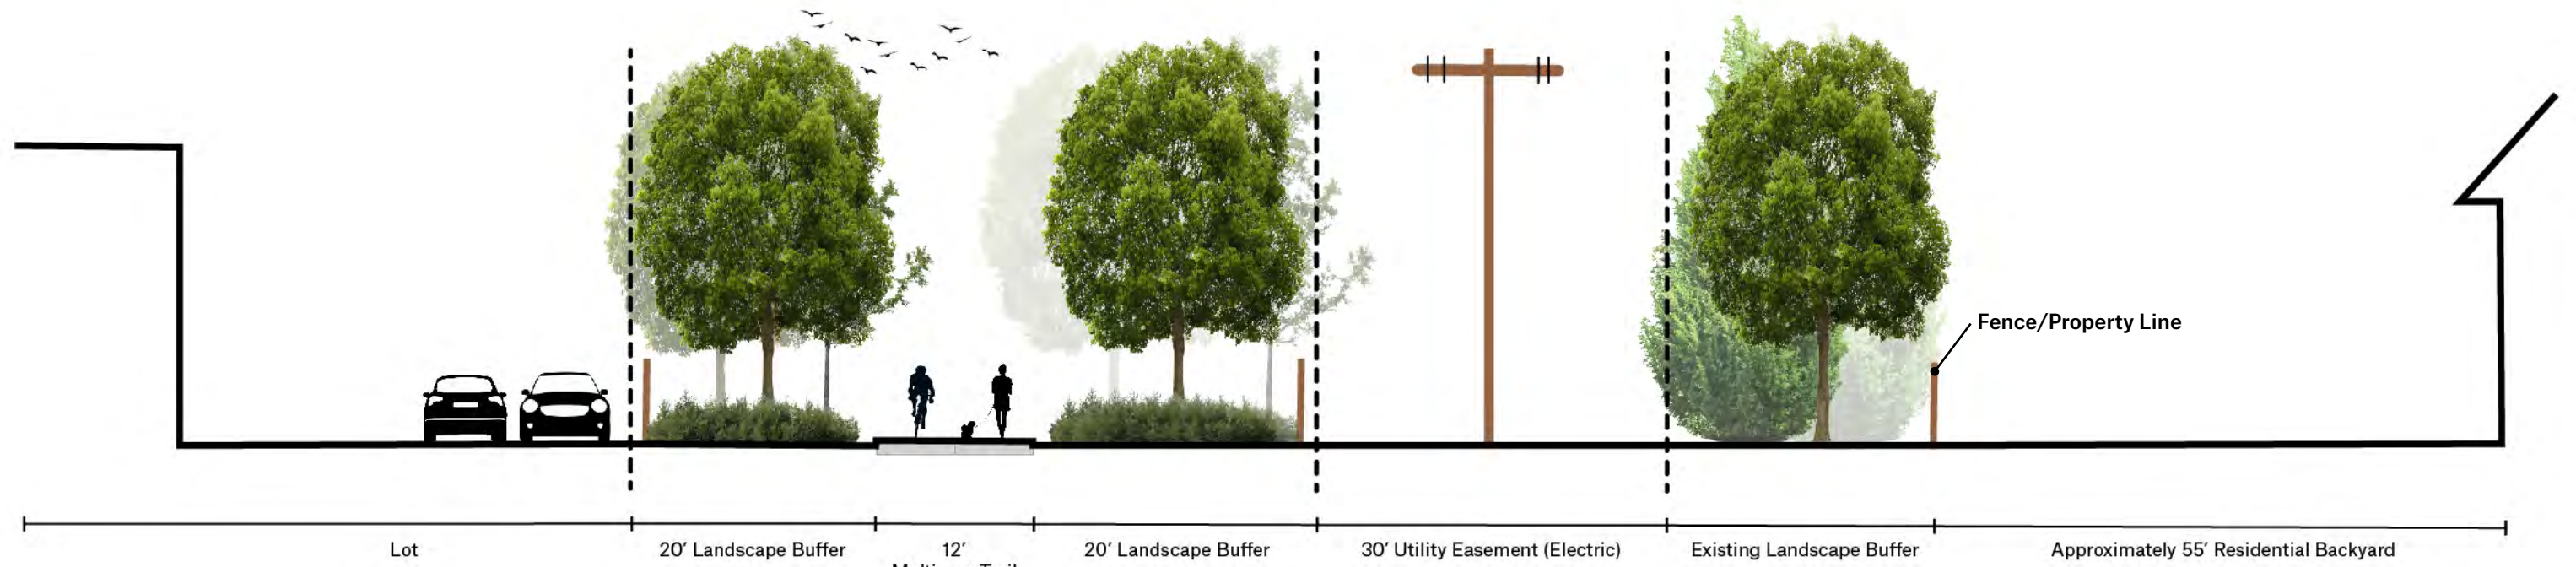 Fence/Property Line
Lot
20’ Landscape Buffer
12’
20’ Landscape Buffer
30’ Utility Easement (Electric)
Existing Landscape Buffer
Approximately 55’ Residential Backyard